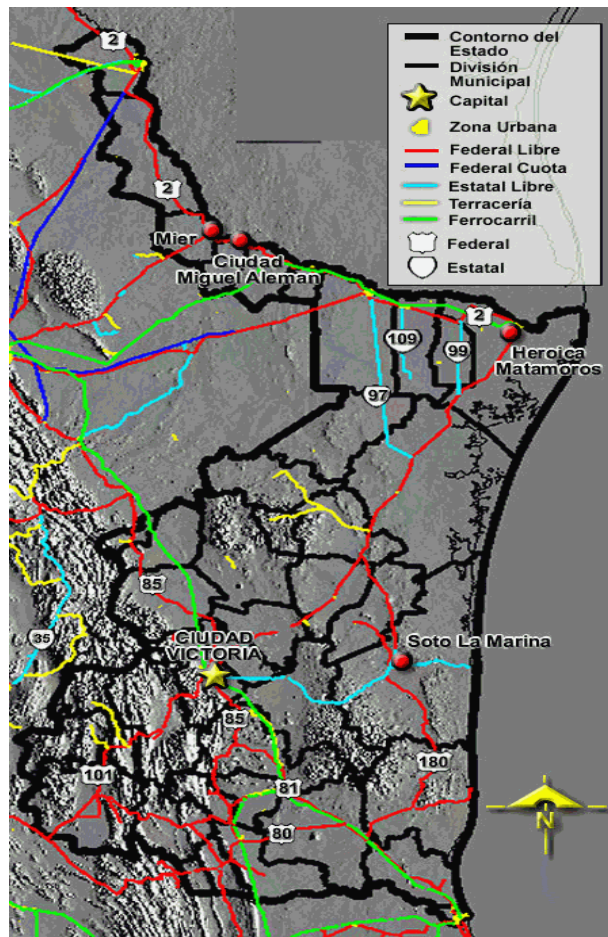 2
Contorno del
Estado
División
Municipal
Capital
Zona Urbana
Federal Libre
Federal Cuota
Estatal Libre
Terracería
Ferrocarril
Federal
Estatal
2
Mier
Ciudad
Miguel Aleman
2
109
99
Heroica
Matamoros
97
85
35
CIUDAD
VICTORIA
Soto La Marina
85
180
101
81
80
N